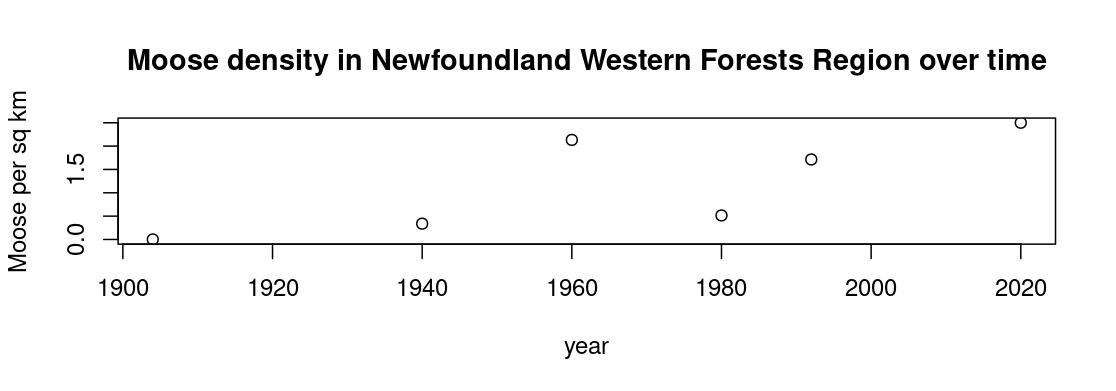 Moose density in Newfoundland Western Forests Region over time
Moose per sq km
1.5
0.0
1900 1920 1940 1960 1980 2000 2020
year